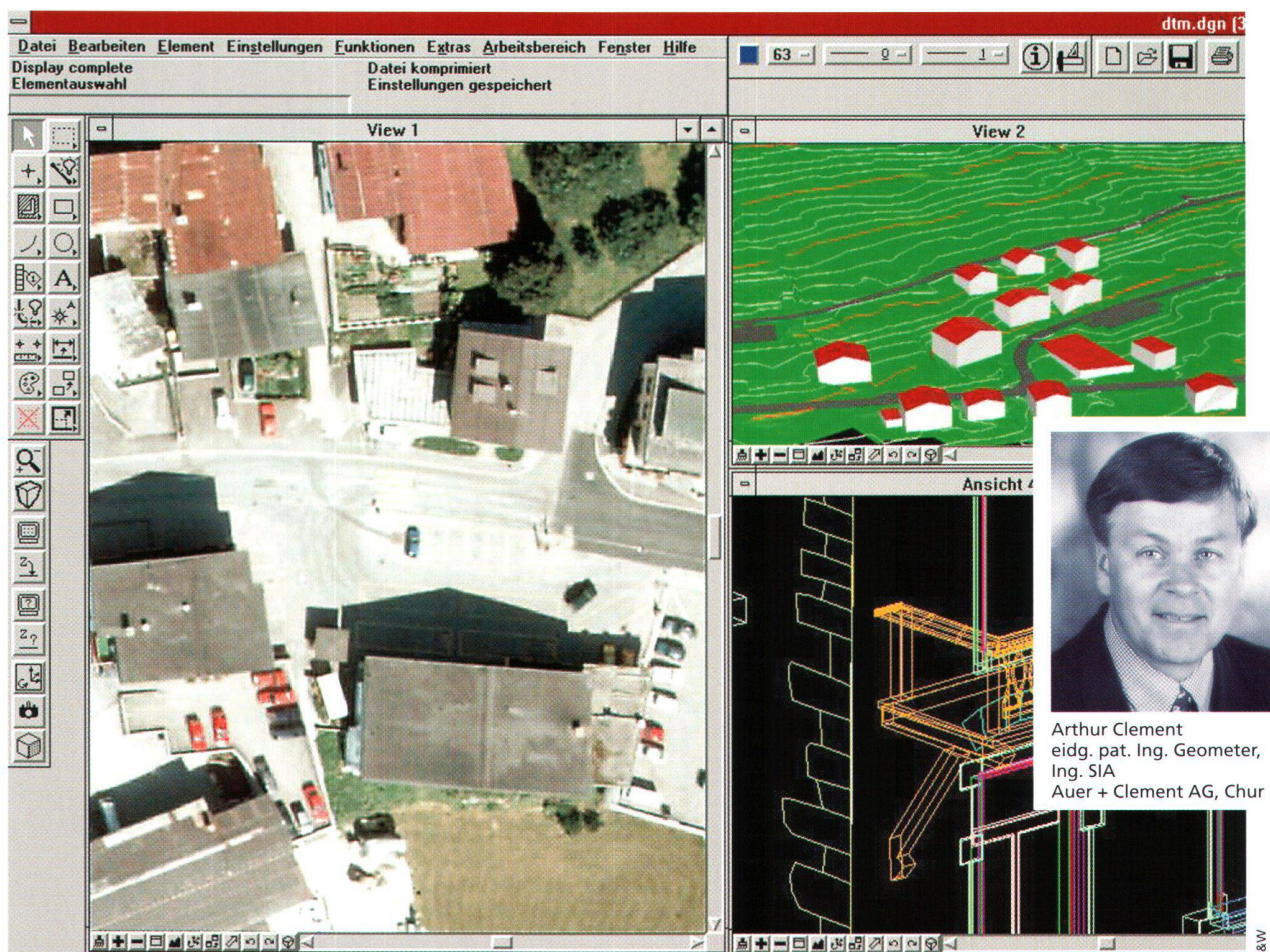 dtm.dgn [3
Datei Bearbeiten Element Einstellungen Funktionen Extras Arbeitsbereich Fenster Hilfe
Display complete Datei komprimiert
Elementauswahl Einstellungen gespeichert
63 0 1
View 1
View 2
Ansicht 4
Arthur Clement
eidg. pat. Ing. Geometer,
Ing. SIA
Auer + Clement AG, Chur
&W